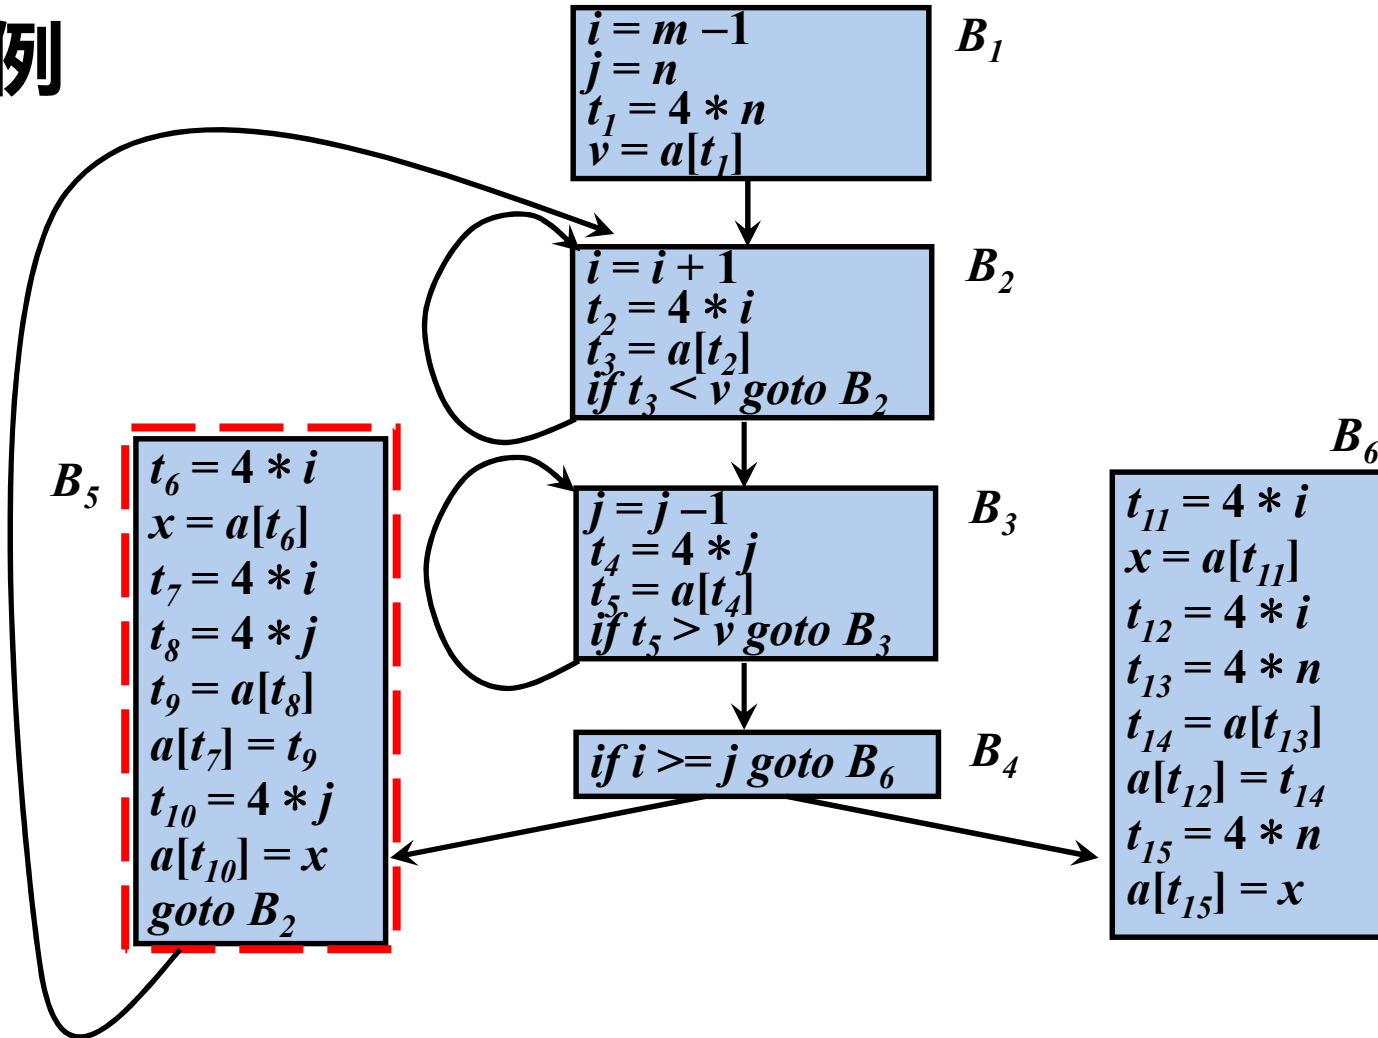 例
i = m –1
j = n
t₁ = 4 * n
v = a[t₁]
B₁
i = i + 1
t₂ = 4 * i
t₃ = a[t₂]
if t₃ < v goto B₂
B₂
j = j –1
t₄ = 4 * j
t₅ = a[t₄]
if t₅ > v goto B₃
B₃
if i >= j goto B₆
B₄
B₅
t₆ = 4 * i
x = a[t₆]
t₇ = 4 * i
t₈ = 4 * j
t₉ = a[t₈]
a[t₇] = t₉
t₁₀ = 4 * j
a[t₁₀] = x
goto B₂
B₆
t₁₁ = 4 * i
x = a[t₁₁]
t₁₂ = 4 * i
t₁₃ = 4 * n
t₁₄ = a[t₁₃]
a[t₁₂] = t₁₄
t₁₅ = 4 * n
a[t₁₅] = x